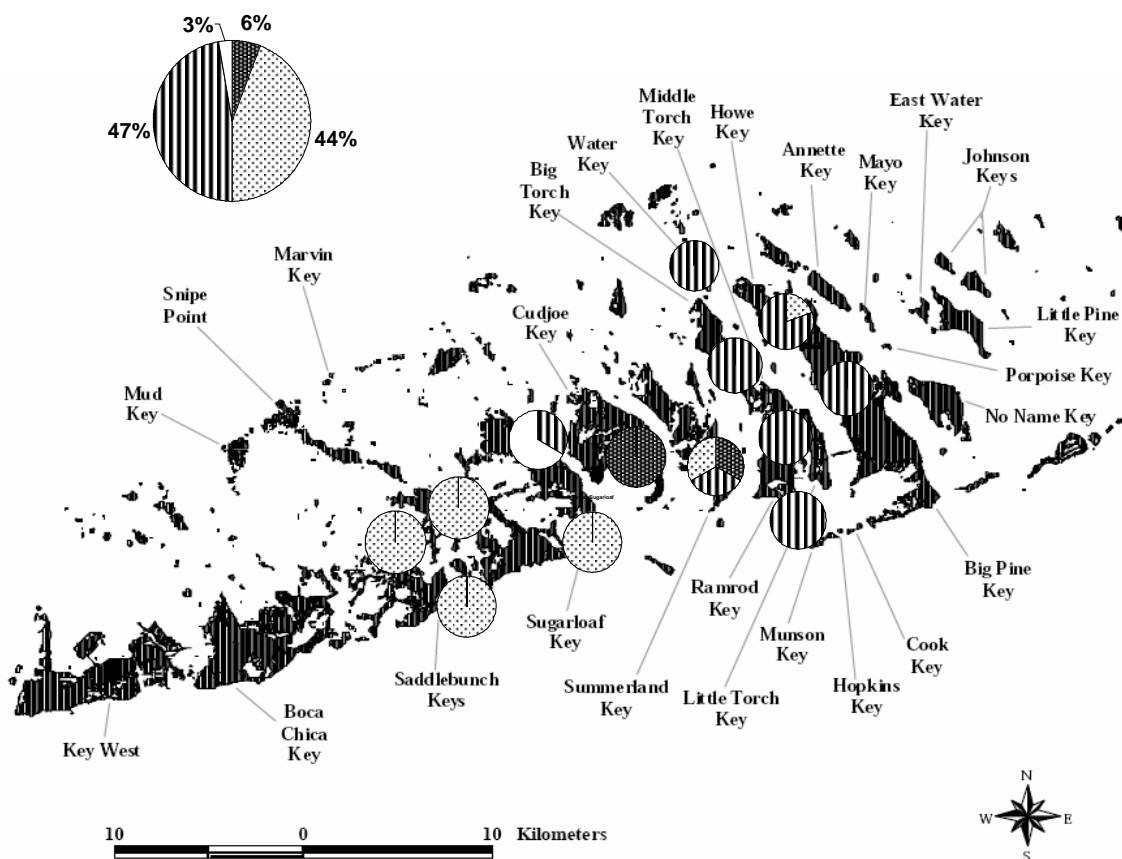 3%
6%
47%
44%
Middle
Torch
Key
Howe
Key
East Water
Key
Water
Key
Annette
Key
Mayo
Key
Johnson
Keys
Big
Torch
Key
Marvin
Key
Snipe
Point
Cudjoe
Key
Little Pine
Key
Mud
Key
Porpoise Key
No Name Key
Sugarloaf
Big Pine
Key
Ramrod
Key
Sugarloaf
Key
Munson
Key
Cook
Key
Saddlebunch
Keys
Summerland
Key
Little Torch
Key
Hopkins
Key
Boca
Chica
Key
Key West
N
W
E
S
10
0
10
Kilometers